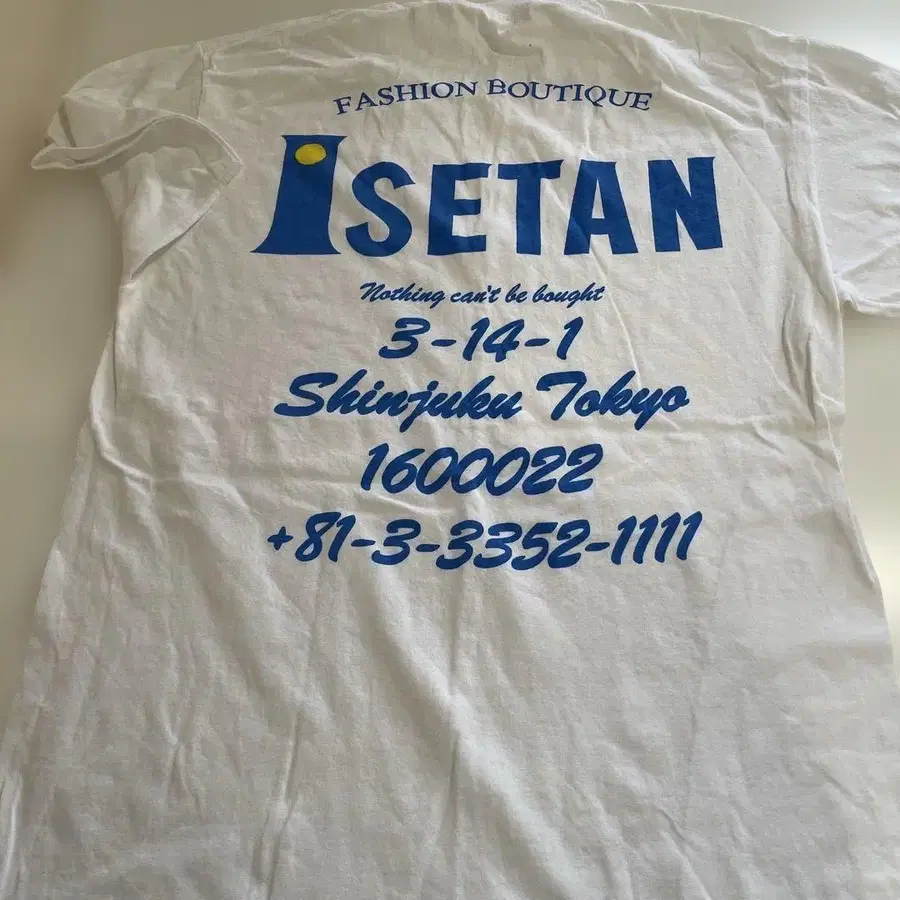 FASHION BOUTIQUE
ISETAN
Nothing can't be bought
3-14-1
Shinjuku Tokyo
1600022
+81-3-3352-1111